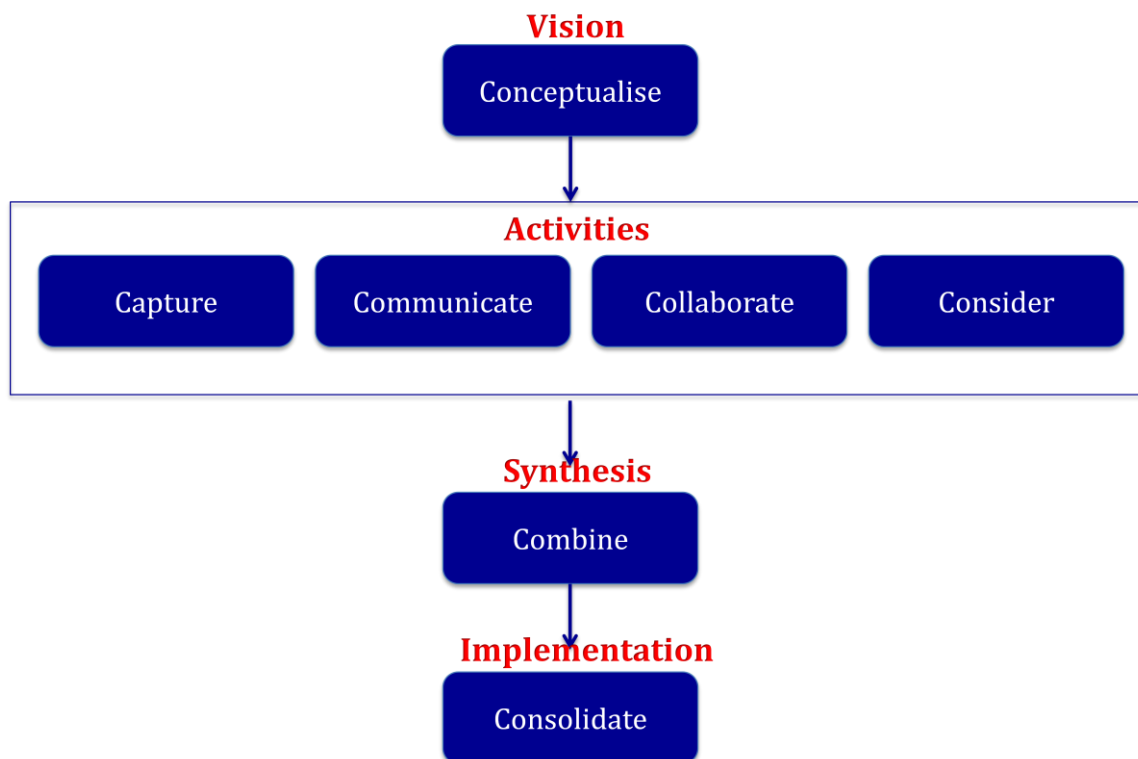 Vision
Conceptualise
Activities
Capture
Communicate
Collaborate
Consider
Synthesis
Combine
Implementation
Consolidate